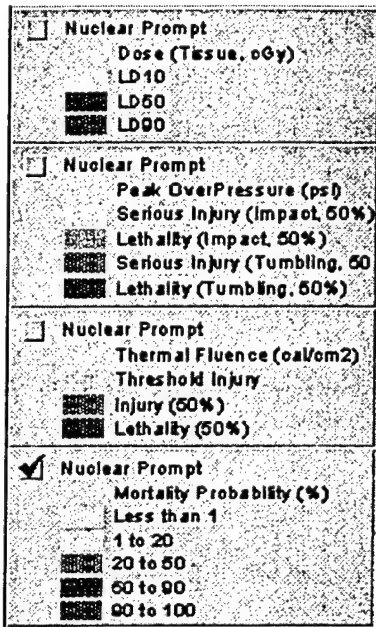 Nuclear Prompt
Dose (Tissue, cGy)
LD10
LD50
LD90
Nuclear Prompt
Peak OverPressure (psi)
Serious Injury (Impact, 50%)
Lethality (Impact, 50%)
Serious Injury (Tumbling, 50
Lethality (Tumbling, 50%)
Nuclear Prompt
Thermal Fluence (cal/cm2)
Threshold Injury
Injury (50%)
Lethality (50%)
Nuclear Prompt
Mortality Probability (%)
Less than 1
1 to 20
20 to 50
50 to 90
90 to 100